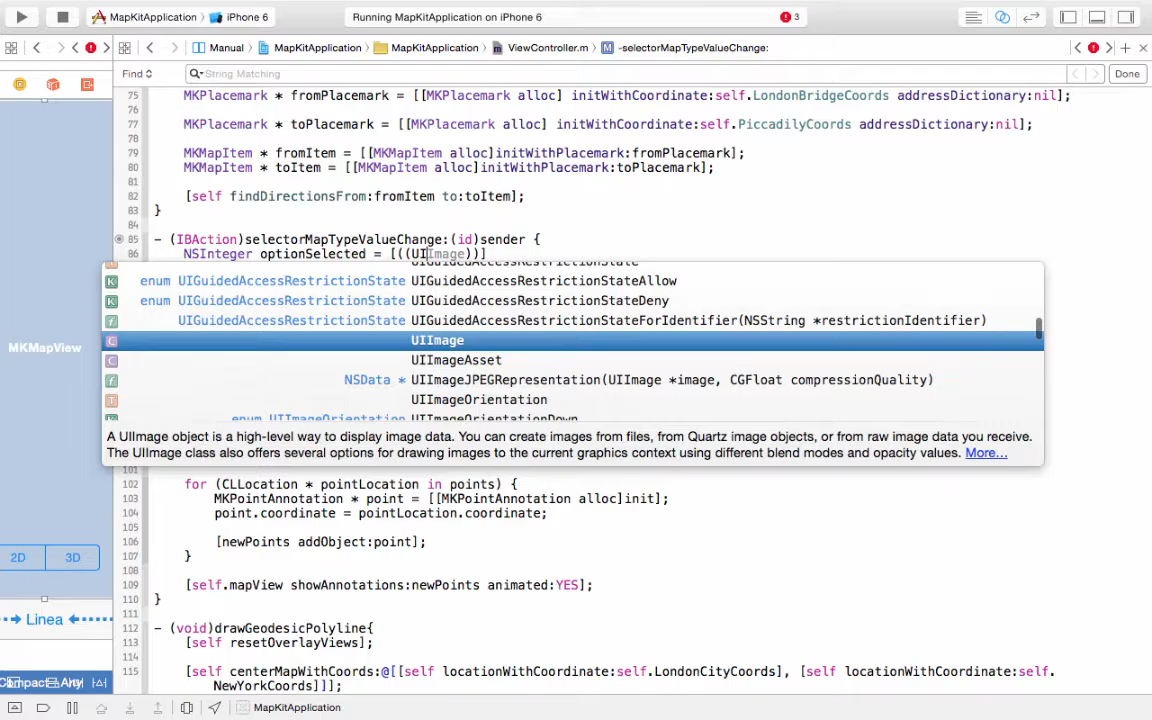 MapKitApplication iPhone 6 Running MapKitApplication on iPhone 6 3
Manual MapKitApplication MapKitApplication ViewController.m M -selectorMapTypeValueChange:
Find String Matching Done
75 MKPlacemark * fromPlacemark = [[MKPlacemark alloc] initWithCoordinate:self.LondonBridgeCoords addressDictionary:nil];
76
77 MKPlacemark * toPlacemark = [[MKPlacemark alloc] initWithCoordinate:self.PiccadilyCoords addressDictionary:nil];
78
79 MKMapItem * fromItem = [[MKMapItem alloc]initWithPlacemark:fromPlacemark];
80 MKMapItem * toItem = [[MKMapItem alloc]initWithPlacemark:toPlacemark];
81
82 [self findDirectionsFrom:fromItem to:toItem];
83 }
84
85 - (IBAction)selectorMapTypeValueChange:(id)sender {
86 NSInteger optionSelected = [((UIImage))]
UIGuidedAccessRestrictionState
K enum UIGuidedAccessRestrictionState UIGuidedAccessRestrictionStateAllow
K enum UIGuidedAccessRestrictionState UIGuidedAccessRestrictionStateDeny
f UIGuidedAccessRestrictionState UIGuidedAccessRestrictionStateForIdentifier(NSString *restrictionIdentifier)
C UIImage
C UIImageAsset
f NSData * UIImageJPEGRepresentation(UIImage *image, CGFloat compressionQuality)
T UIImageOrientation
K enum UIImageOrientation UIImageOrientationDown
A UIImage object is a high-level way to display image data. You can create images from files, from Quartz image objects, or from raw image data you receive.
The UIImage class also offers several options for drawing images to the current graphics context using different blend modes and opacity values. More...
101
102 for (CLLocation * pointLocation in points) {
103 MKPointAnnotation * point = [[MKPointAnnotation alloc]init];
104 point.coordinate = pointLocation.coordinate;
105
106 [newPoints addObject:point];
107 }
108
109 [self.mapView showAnnotations:newPoints animated:YES];
110 }
111
112 - (void)drawGeodesicPolyline{
113 [self resetOverlayViews];
114
115 [self centerMapWithCoords:@[[self locationWithCoords:self.LondonCityCoords], [self locationWithCoords:self.
NewYorkCoords]]];
MKMapView
2D 3D
Linea
Compact Any
MapKitApplication